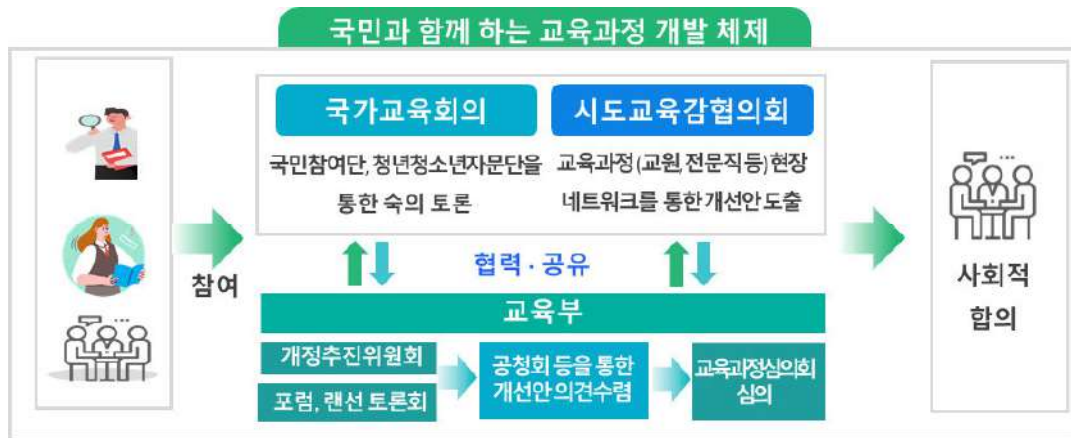 국민과 함께 하는 교육과정 개발 체제
국가교육회의
국민참여단, 청년청소년자문단을
통한 숙의 토론
시도교육감협의회
교육과정(교원,전문직등) 현장
네트워크를 통한 개선안 도출
참여
협력·공유
교육부
개정추진위원회
포럼, 랜선 토론회
공청회 등을 통한
개선안 의견수렴
교육과정심의회
심의
사회적
합의